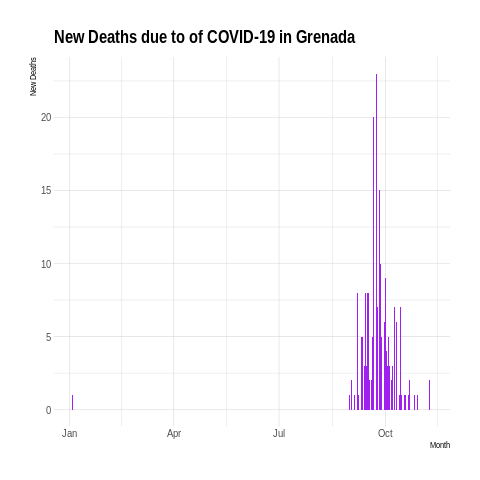 New Deaths due to of COVID-19 in Grenada
New Deaths
20
15
10
5
0
Jan
Apr
Jul
Oct
Month